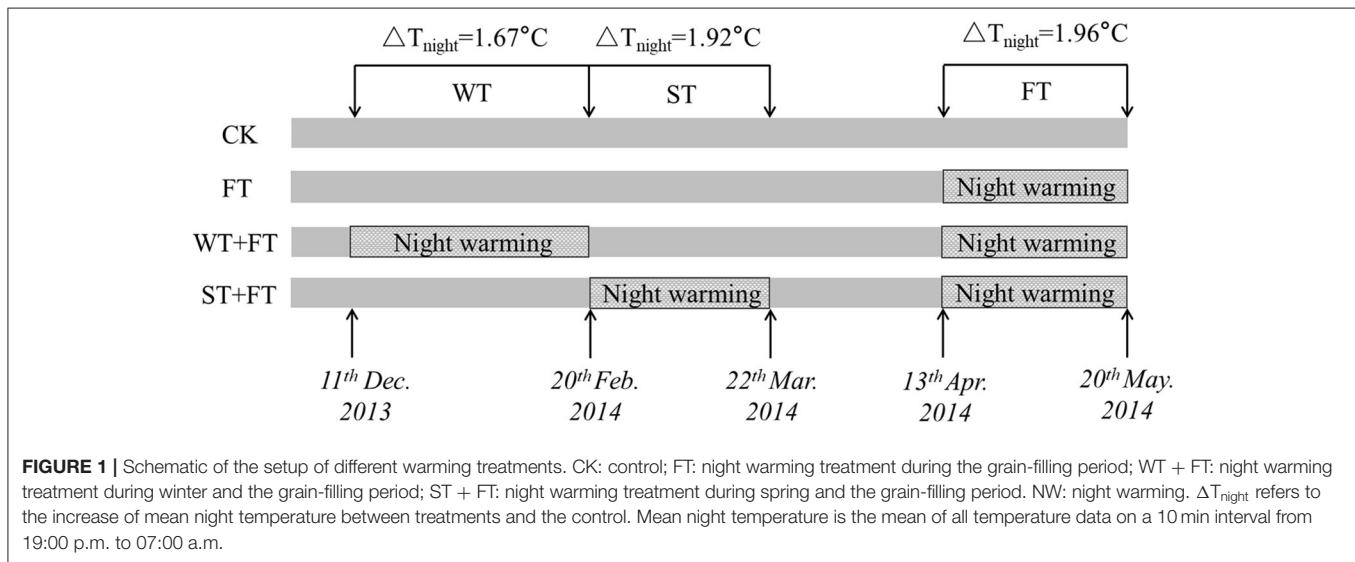 △Tnight=1.67°C △Tnight=1.92°C △Tnight=1.96°C
WT ST FT
CK
FT Night warming
WT+FT Night warming Night warming
ST+FT Night warming Night warming
11th Dec. 20th Feb. 22th Mar. 13th Apr. 20th May.
2013 2014 2014 2014 2014
FIGURE 1 | Schematic of the setup of different warming treatments. CK: control; FT: night warming treatment during the grain-filling period; WT + FT: night warming
treatment during winter and the grain-filling period; ST + FT: night warming treatment during spring and the grain-filling period. NW: night warming. ΔTnight refers to
the increase of mean night temperature between treatments and the control. Mean night temperature is the mean of all temperature data on a 10 min interval from
19:00 p.m. to 07:00 a.m.